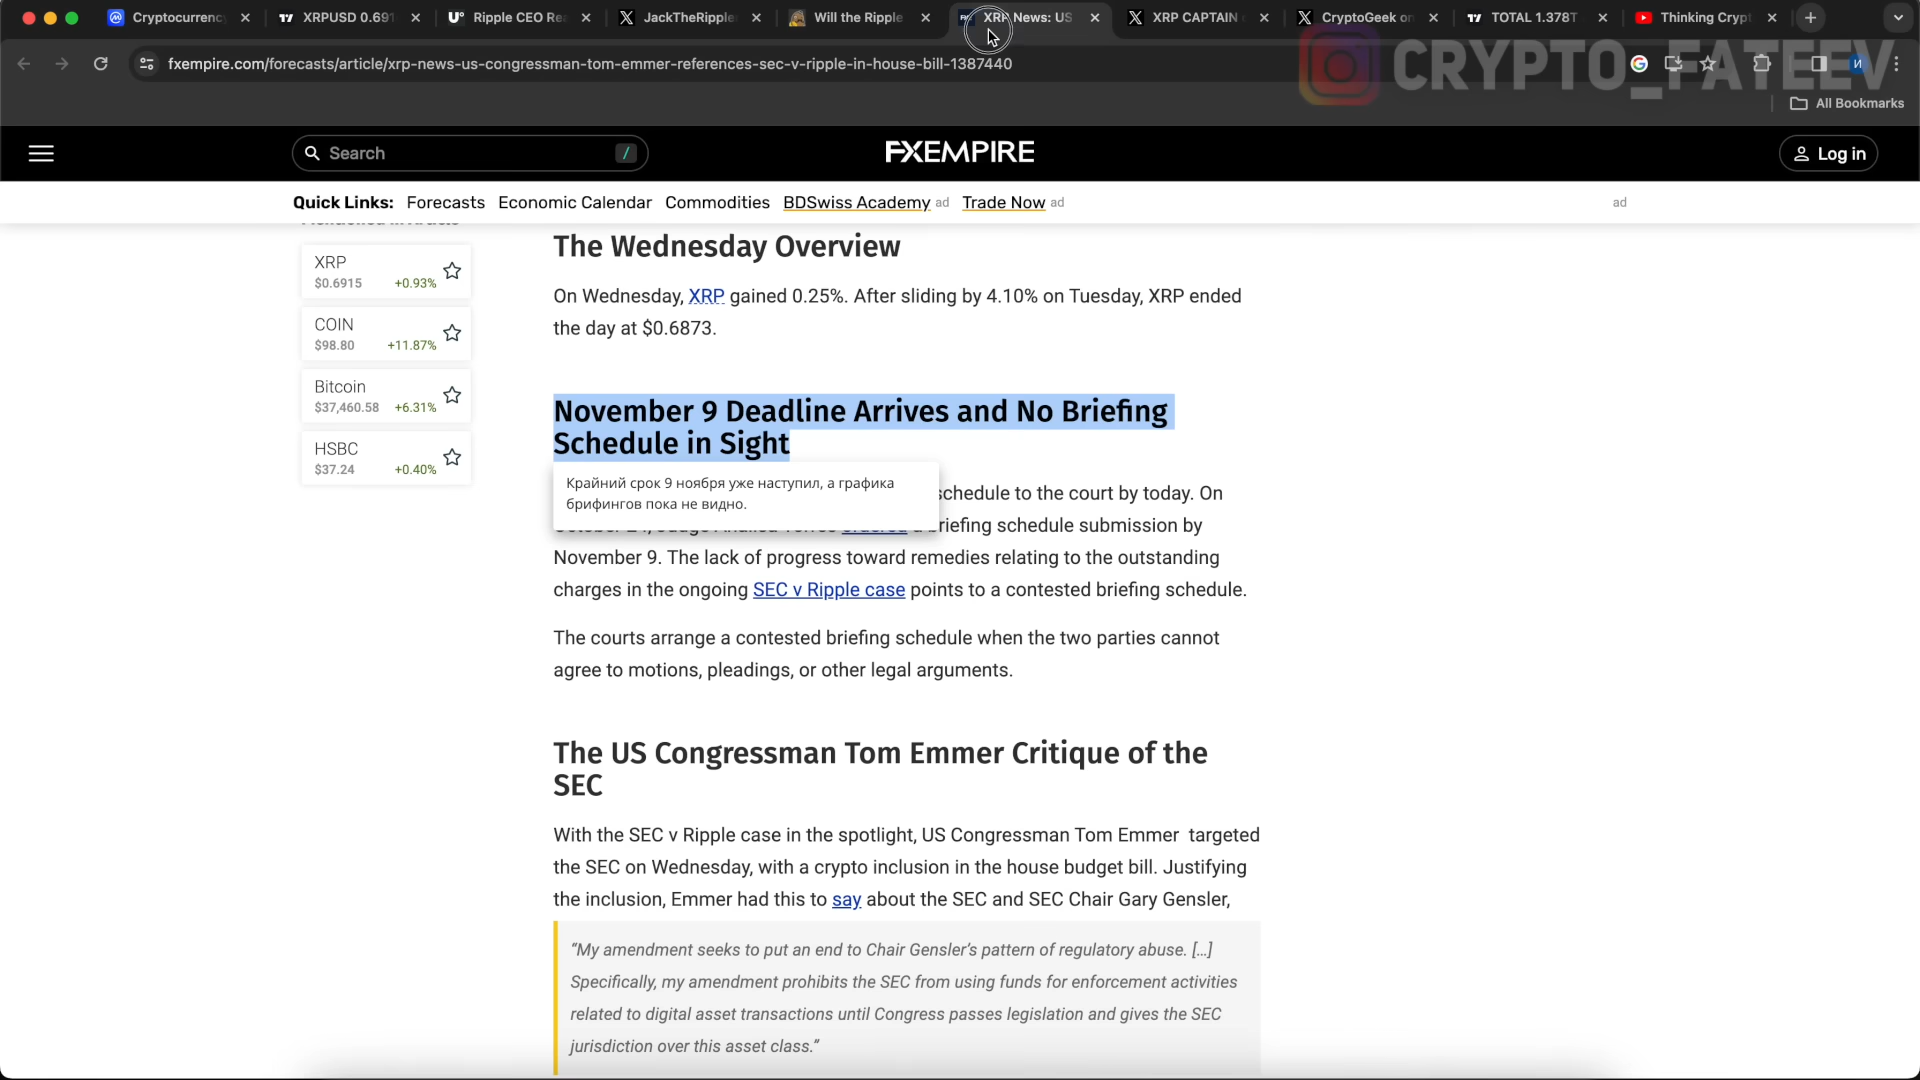 Cryptocurrenc
XRPUSD 0.691
Ripple CEO Re
JackTheRipple
Will the Ripple
XRP News: US
XRP CAPTAIN
CryptoGeek on
TOTAL 1.378T
Thinking Crypt
fxempire.com/forecasts/article/xrp-news-us-congressman-tom-emmer-references-sec-v-ripple-in-house-bill-1387440
CRYPTO_FATEEV
All Bookmarks
Search /
FXEMPIRE
Log in
Quick Links: Forecasts Economic Calendar Commodities BDSwiss Academy ad Trade Now ad
ad
XRP
$0.6915 +0.93%
COIN
$98.80 +11.87%
Bitcoin
$37,460.58 +6.31%
HSBC
$37.24 +0.40%
The Wednesday Overview
On Wednesday, XRP gained 0.25%. After sliding by 4.10% on Tuesday, XRP ended
the day at $0.6873.
November 9 Deadline Arrives and No Briefing
Schedule in Sight
Крайний срок 9 ноября уже наступил, а графика
брифингов пока не видно.
schedule to the court by today. On
briefing schedule submission by
November 9. The lack of progress toward remedies relating to the outstanding
charges in the ongoing SEC v Ripple case points to a contested briefing schedule.
The courts arrange a contested briefing schedule when the two parties cannot
agree to motions, pleadings, or other legal arguments.
The US Congressman Tom Emmer Critique of the
SEC
With the SEC v Ripple case in the spotlight, US Congressman Tom Emmer targeted
the SEC on Wednesday, with a crypto inclusion in the house budget bill. Justifying
the inclusion, Emmer had this to say about the SEC and SEC Chair Gary Gensler,
“My amendment seeks to put an end to Chair Gensler’s pattern of regulatory abuse. […]
Specifically, my amendment prohibits the SEC from using funds for enforcement activities
related to digital asset transactions until Congress passes legislation and gives the SEC
jurisdiction over this asset class.”